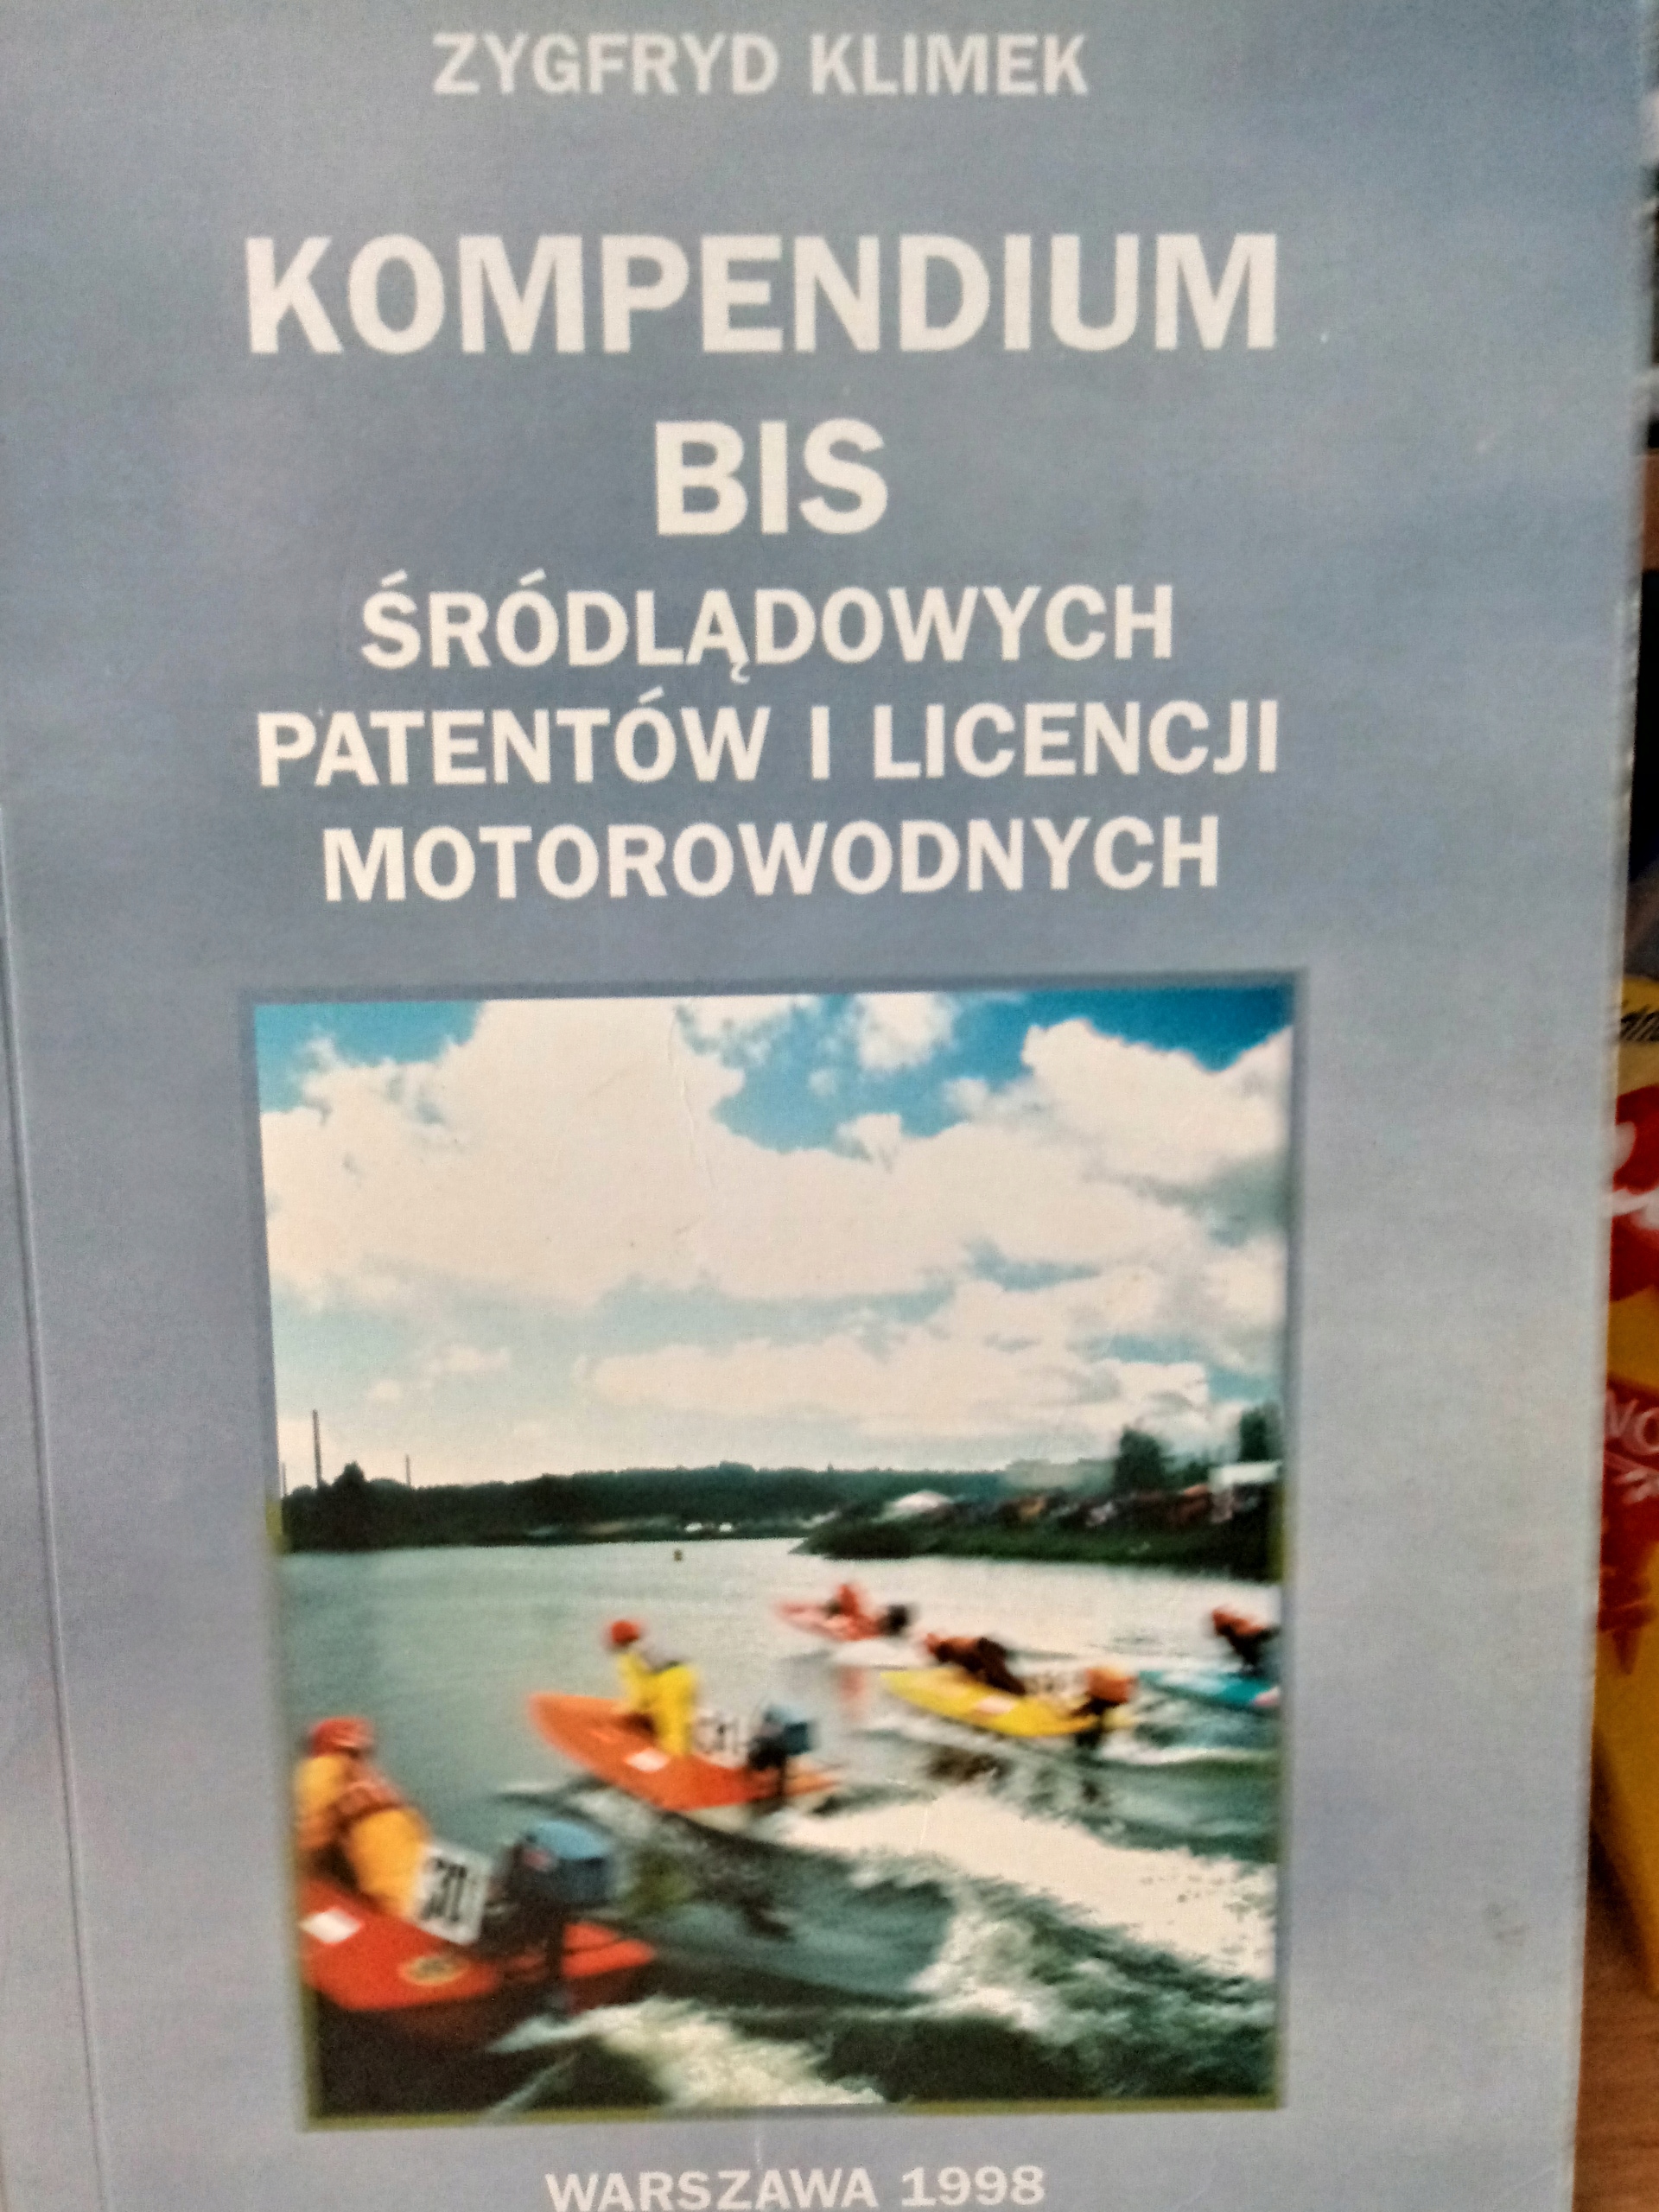 ZYGFRYD KLIMEK
KOMPENDIUM
BIS
ŚRÓDLĄDOWYCH
PATENTÓW I LICENCJI
MOTOROWODNYCH
WARSZAWA 1998